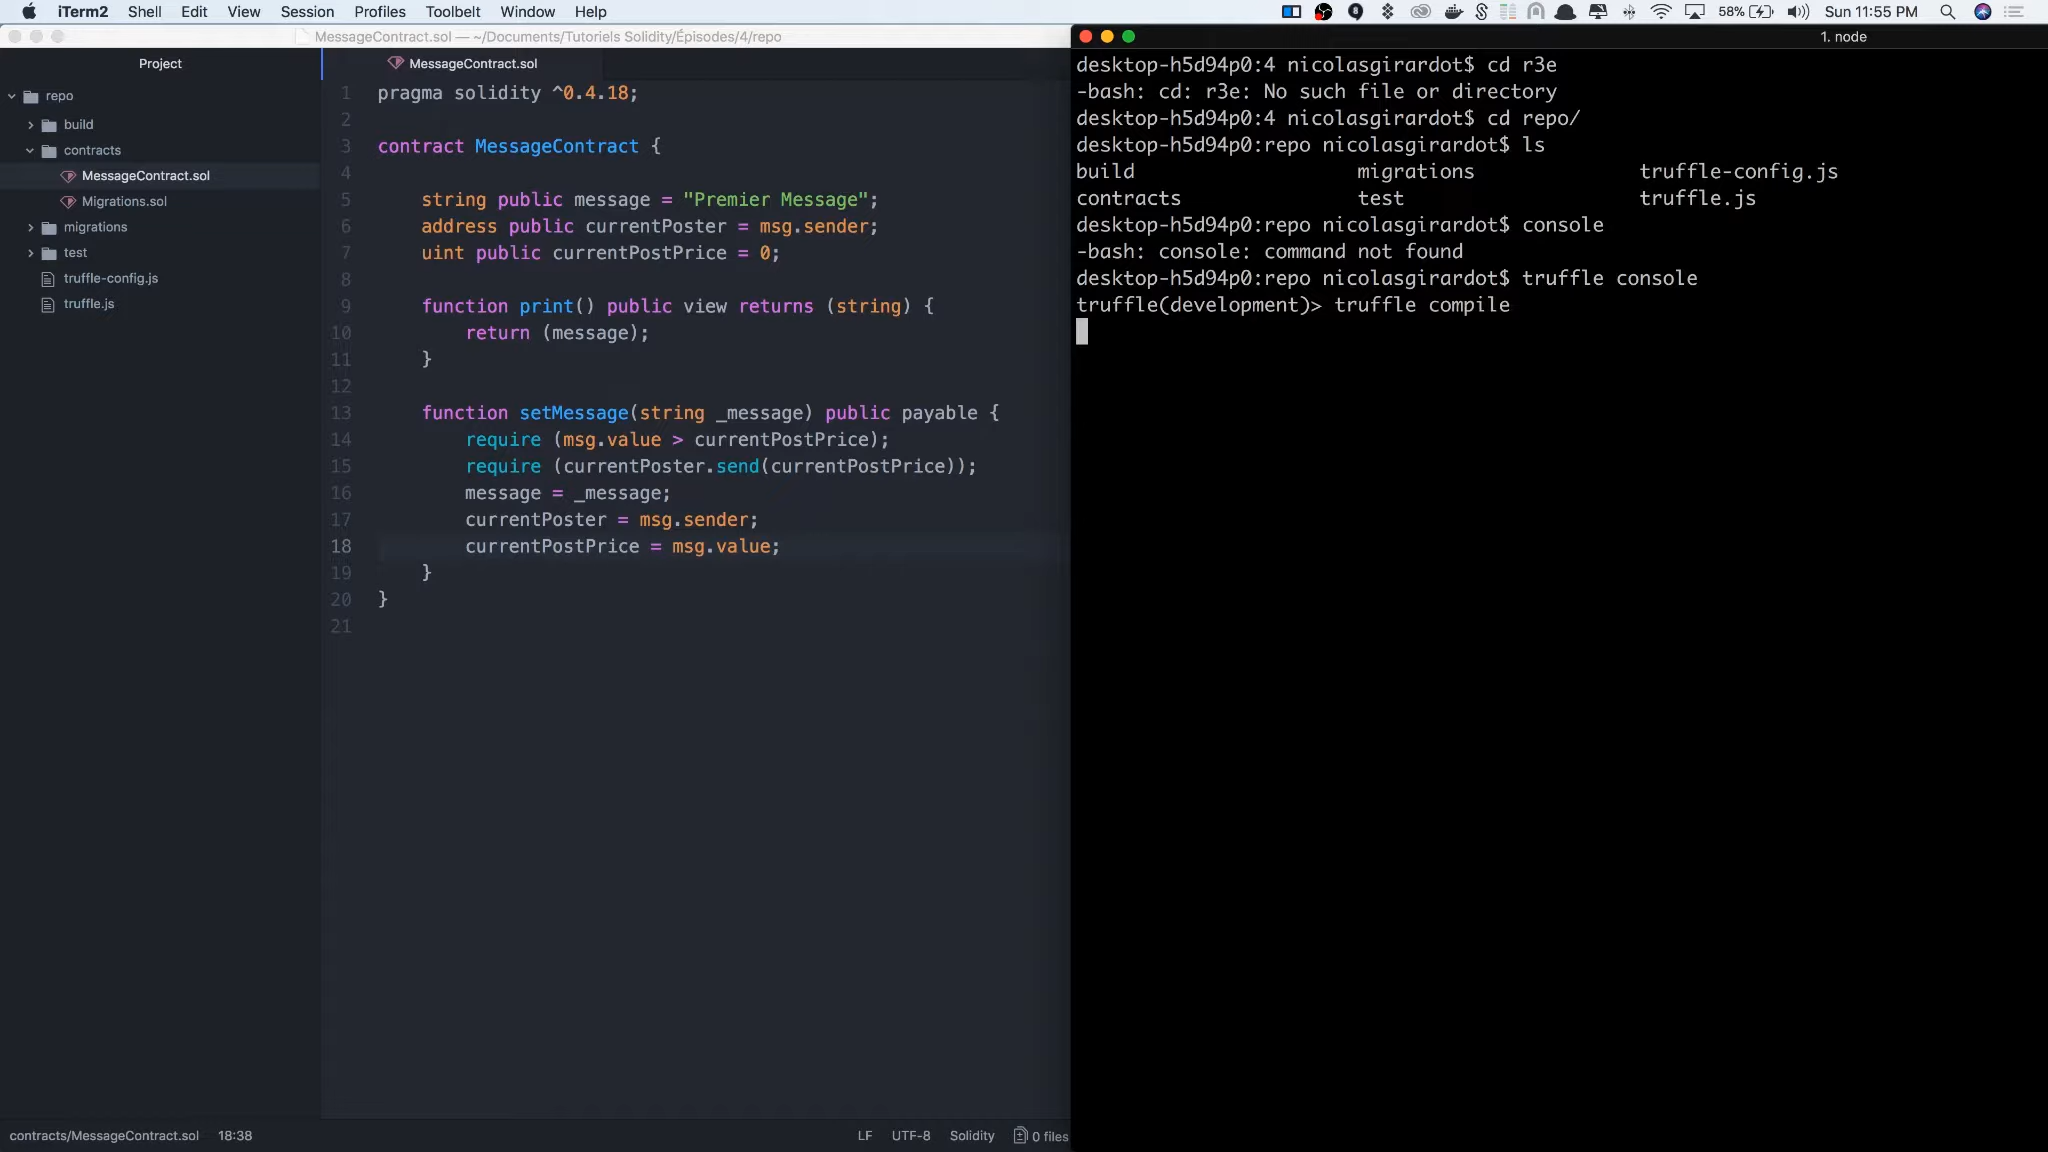 iTerm2 Shell Edit View Session Profiles Toolbelt Window Help 58% Sun 11:55 PM
MessageContract.sol — ~/Documents/Tutoriels Solidity/Épisodes/4/repo
Project
repo
build
contracts
MessageContract.sol
Migrations.sol
migrations
test
truffle-config.js
truffle.js
MessageContract.sol
1 pragma solidity ^0.4.18;
2
3 contract MessageContract {
4
5 string public message = "Premier Message";
6 address public currentPoster = msg.sender;
7 uint public currentPostPrice = 0;
8
9 function print() public view returns (string) {
10 return (message);
11 }
12
13 function setMessage(string _message) public payable {
14 require (msg.value > currentPostPrice);
15 require (currentPoster.send(currentPostPrice));
16 message = _message;
17 currentPoster = msg.sender;
18 currentPostPrice = msg.value;
19 }
20 }
21
contracts/MessageContract.sol 18:38 LF UTF-8 Solidity 0 files
1. node
desktop-h5d94p0:4 nicolasgirardot$ cd r3e
-bash: cd: r3e: No such file or directory
desktop-h5d94p0:4 nicolasgirardot$ cd repo/
desktop-h5d94p0:repo nicolasgirardot$ ls
build migrations truffle-config.js
contracts test truffle.js
desktop-h5d94p0:repo nicolasgirardot$ console
-bash: console: command not found
desktop-h5d94p0:repo nicolasgirardot$ truffle console
truffle(development)> truffle compile